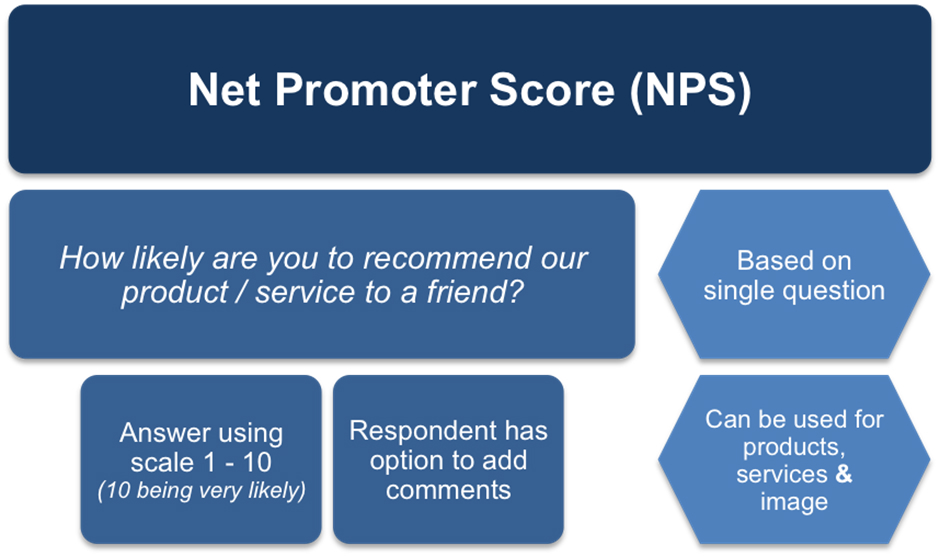 Net Promoter Score (NPS)
How likely are you to recommend our
product / service to a friend?
Based on
single question
Answer using
scale 1 - 10
(10 being very likely)
Respondent has
option to add
comments
Can be used for
products,
services & 
image